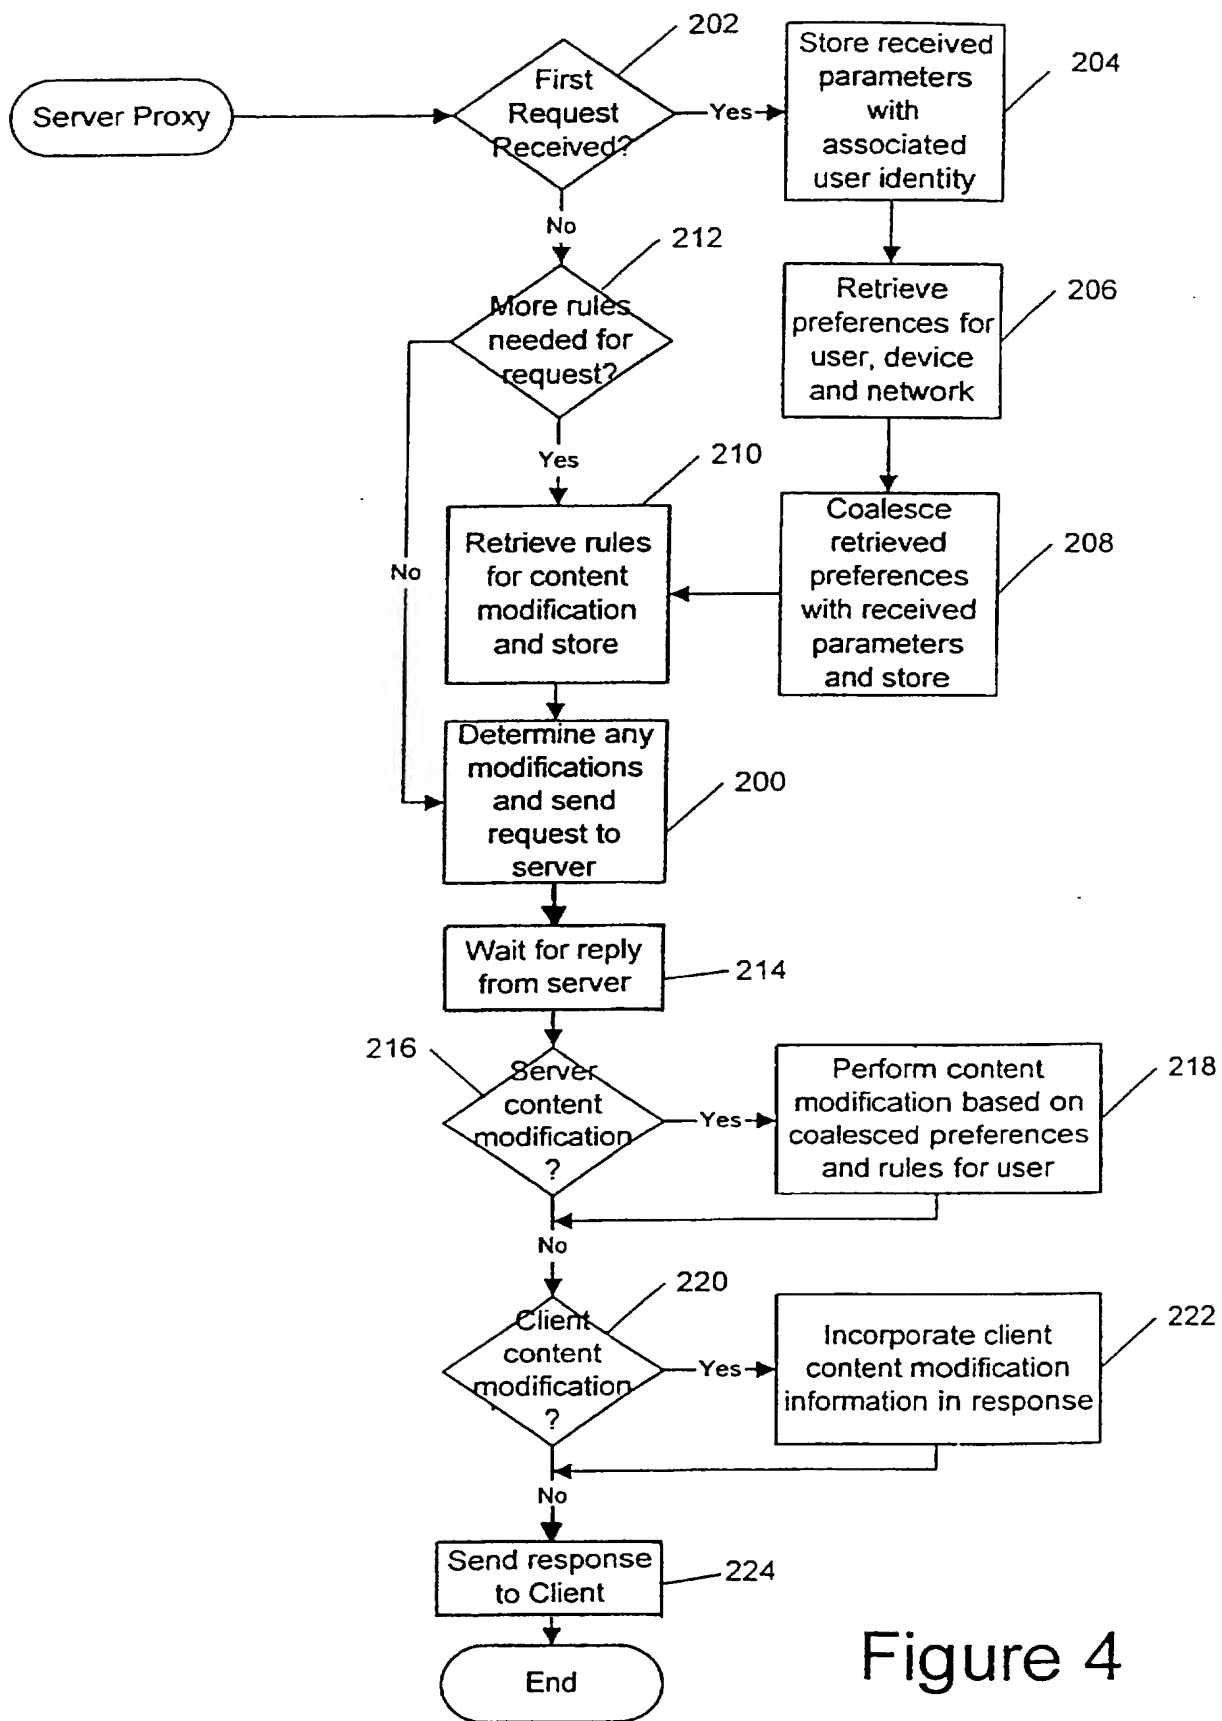 202
First
Request
Received?
Server Proxy
Yes
Store received
parameters
with
associated
user identity
204
No
212
More rules
needed for
request?
Retrieve
preferences for
user, device
and network
206
Yes
210
No
Retrieve rules
for content
modification
and store
Coalesce
retrieved
preferences
with received
parameters
and store
208
Determine any
modifications
and send
request to
server
200
Wait for reply
from server
214
216
Server
content
modification
?
Yes
Perform content
modification based on
coalesced preferences
and rules for user
218
No
220
Client
content
modification
?
Yes
Incorporate client
content modification
information in response
222
No
Send response
to Client
224
End
Figure 4